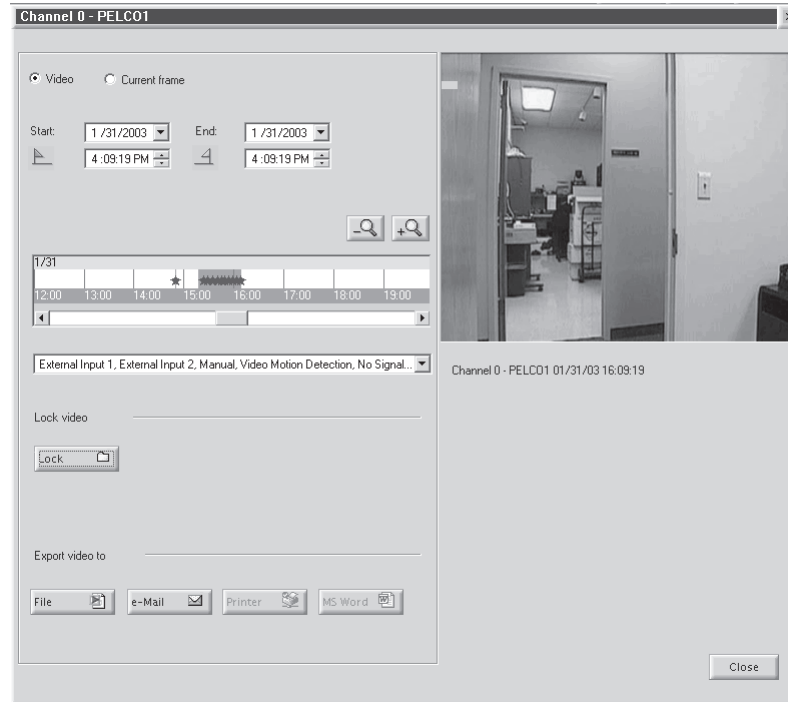 Channel 0 - PELCO1
Video
Current frame
Start:
1 /31/2003
End:
1 /31/2003
4 :09:19 PM
4 :09:19 PM
1/31
12:00 13:00 14:00 15:00 16:00 17:00 18:00 19:00
External Input 1, External Input 2, Manual, Video Motion Detection, No Signal...
Channel 0 - PELCO1 01/31/03 16:09:19
Lock video
Lock
Export video to
File
e-Mail
Printer
MS Word
Close